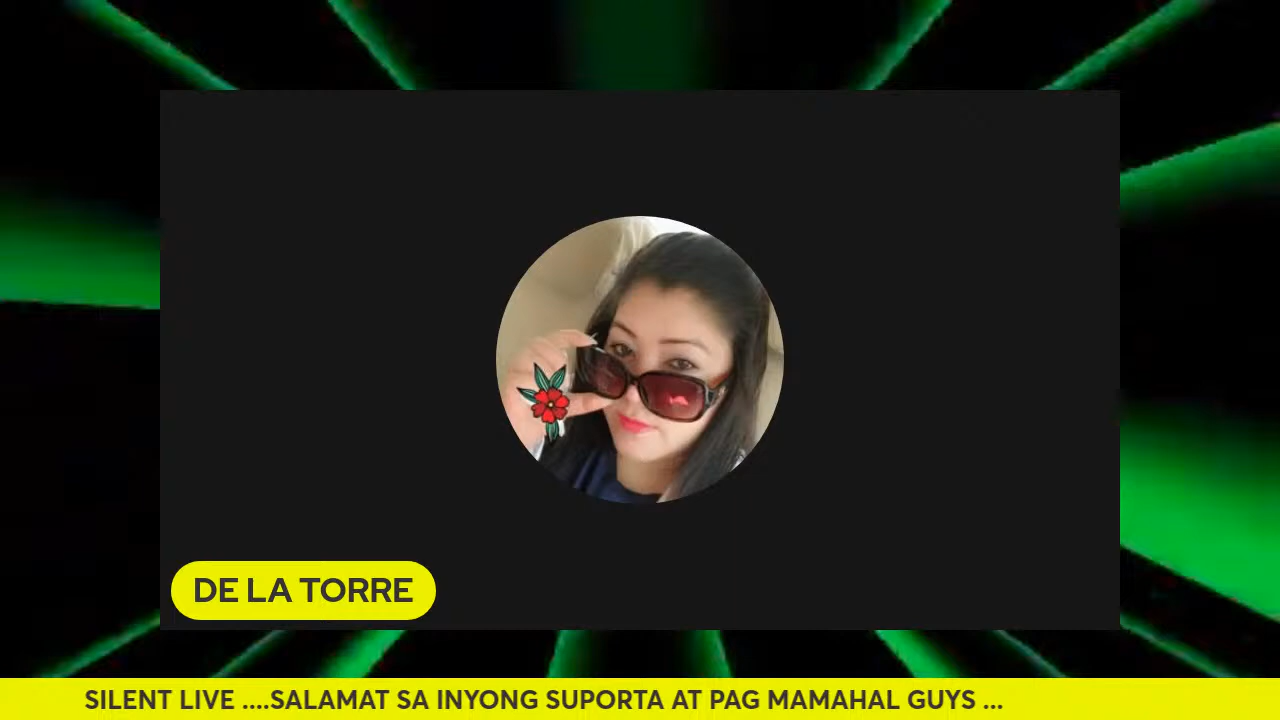 DE LA TORRE
SILENT LIVE ....SALAMAT SA INYONG SUPORTA AT PAG MAMAHAL GUYS ...